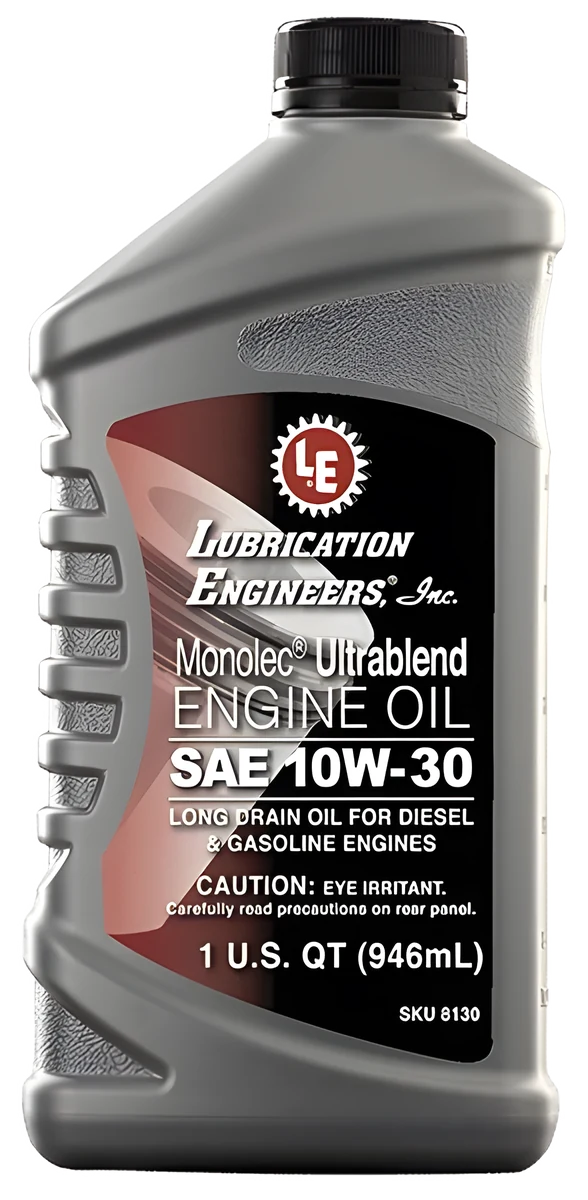 LE
LUBRICATION
ENGINEERS,® Inc.
Monolec® Ultrablend
ENGINE OIL
SAE 10W-30
LONG DRAIN OIL FOR DIESEL
& GASOLINE ENGINES
CAUTION: EYE IRRITANT.
Carefully read precautions on rear panel.
1 U.S. QT (946mL)
SKU 8130